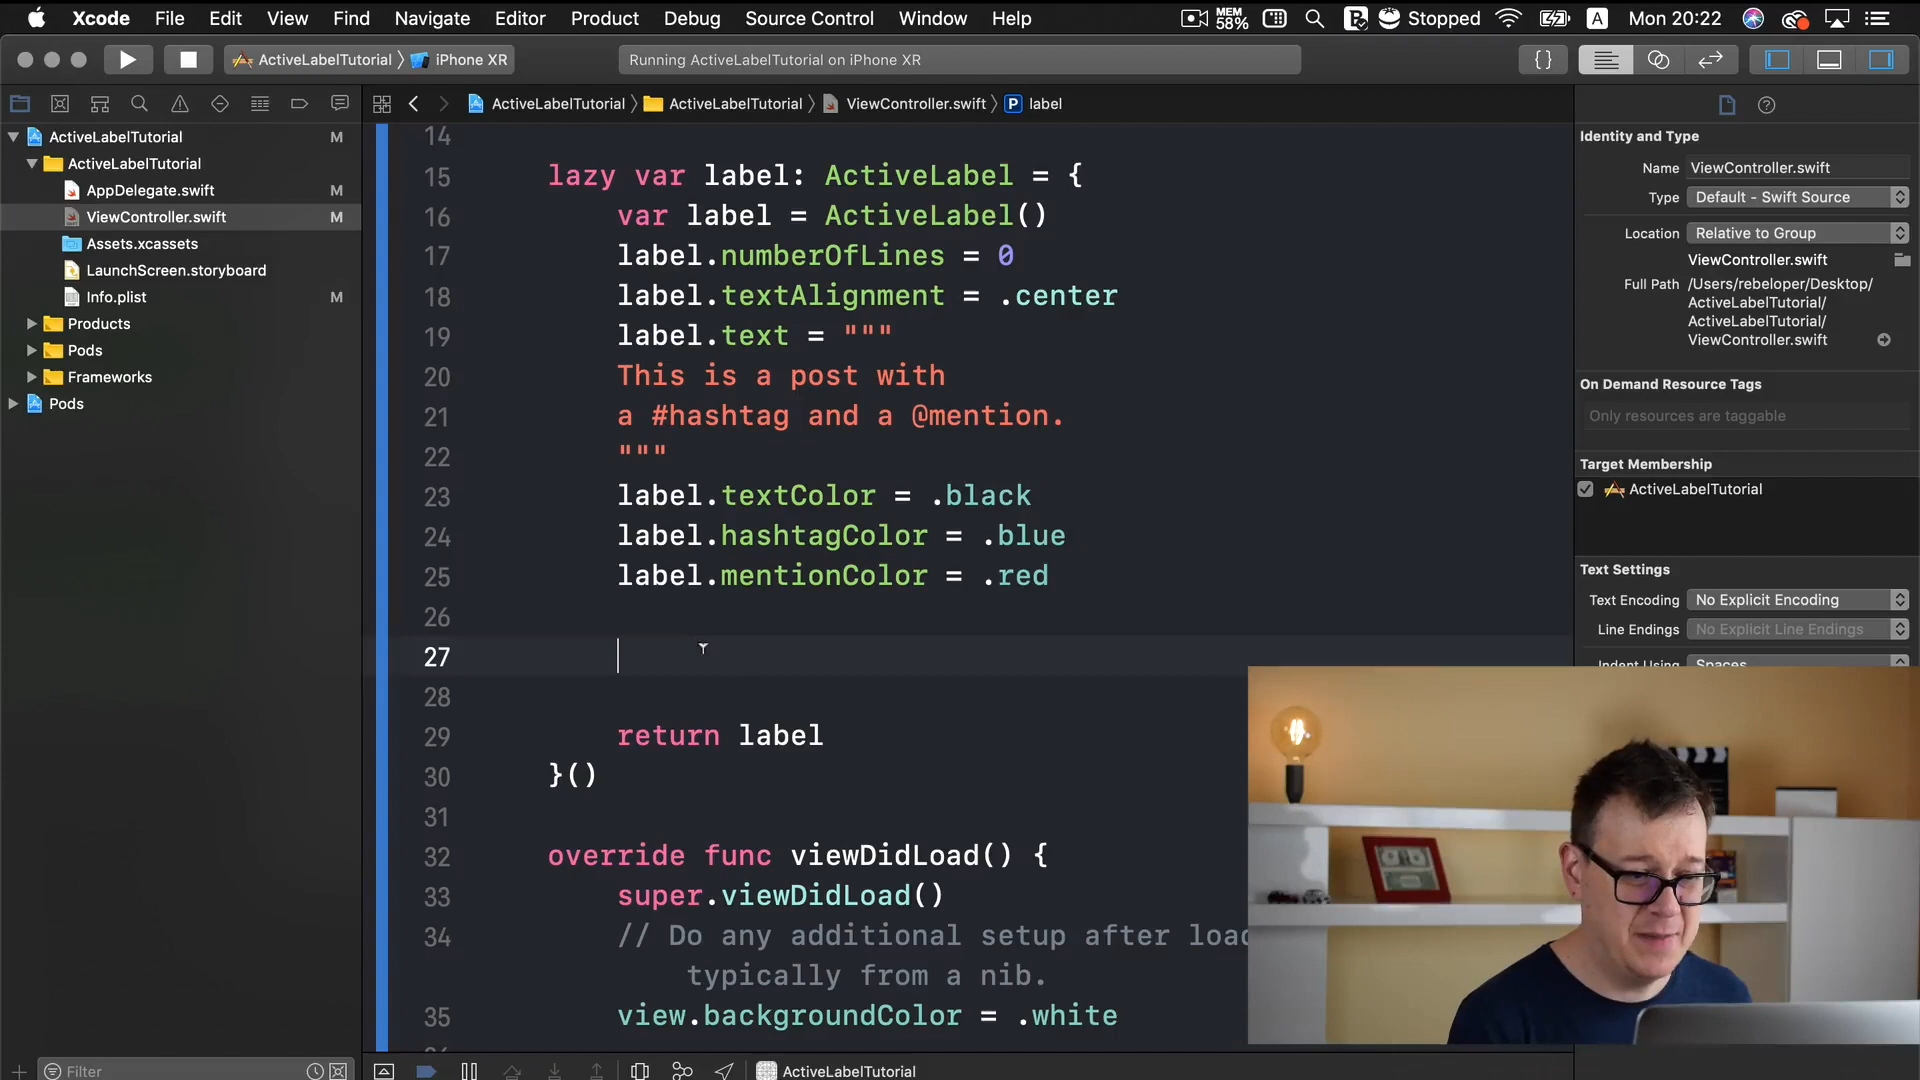 Xcode File Edit View Find Navigate Editor Product Debug Source Control Window Help MEM 58% Stopped A Mon 20:22
ActiveLabelTutorial iPhone XR Running ActiveLabelTutorial on iPhone XR {}
ActiveLabelTutorial ActiveLabelTutorial ViewController.swift P label
ActiveLabelTutorial M
ActiveLabelTutorial
AppDelegate.swift M
ViewController.swift M
Assets.xcassets
LaunchScreen.storyboard
Info.plist M
Products
Pods
Frameworks
Pods
Filter
14
15 lazy var label: ActiveLabel = {
16 var label = ActiveLabel()
17 label.numberOfLines = 0
18 label.textAlignment = .center
19 label.text = """
20 This is a post with
21 a #hashtag and a @mention.
22 """
23 label.textColor = .black
24 label.hashtagColor = .blue
25 label.mentionColor = .red
26
27
28
29 return label
30 }()
31
32 override func viewDidLoad() {
33 super.viewDidLoad()
34 // Do any additional setup after
typically from a nib.
35 view.backgroundColor = .white
ActiveLabelTutorial
Identity and Type
Name ViewController.swift
Type Default - Swift Source
Location Relative to Group
ViewController.swift
Full Path /Users/rebeloper/Desktop/
ActiveLabelTutorial/
ActiveLabelTutorial/
ViewController.swift
On Demand Resource Tags
Only resources are taggable
Target Membership
ActiveLabelTutorial
Text Settings
Text Encoding No Explicit Encoding
Line Endings No Explicit Line Endings
Indent Using Spaces